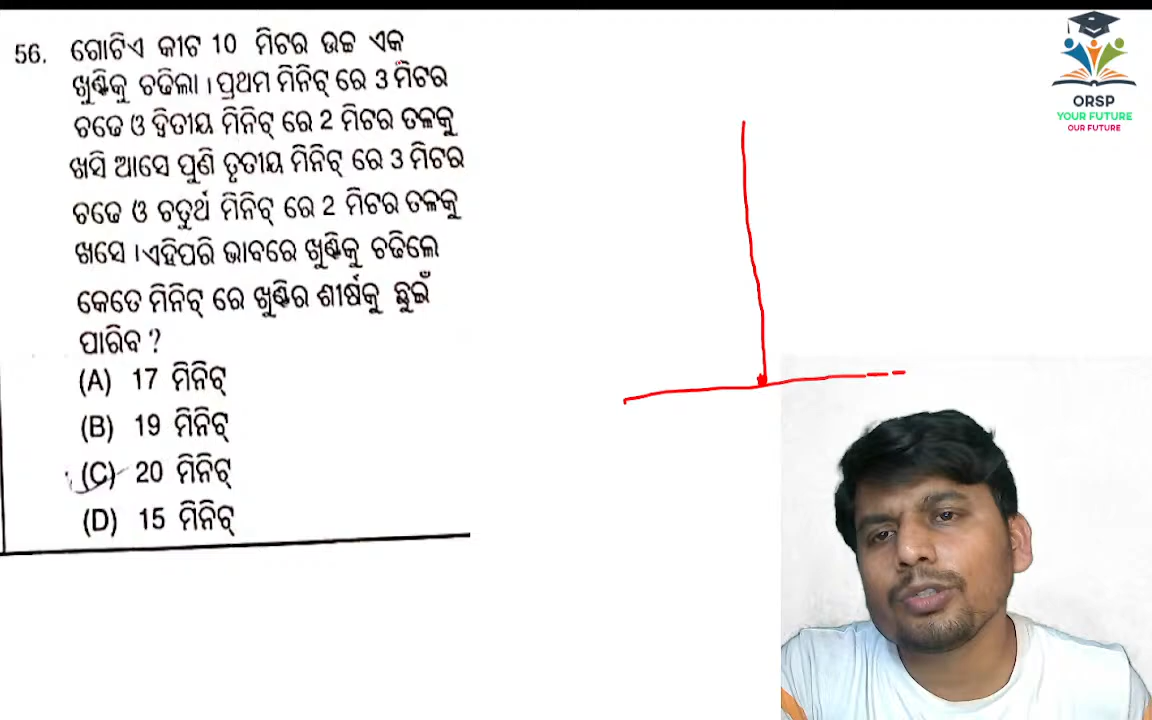 56. ଗୋଟିଏ କୀଟ 10 ମିଟର ଉଚ୍ଚ ଏକ
ଖୁଣ୍ଟିକୁ ଚଢିଲା । ପ୍ରଥମ ମିନିଟ୍ ରେ 3 ମିଟର
ଚଢେ ଓ ଦ୍ଵିତୀୟ ମିନିଟ୍ ରେ 2 ମିଟର ତଳକୁ
ଖସି ଆସେ ପୁଣି ତୃତୀୟ ମିନିଟ୍ ରେ 3 ମିଟର
ଚଢେ ଓ ଚତୁର୍ଥ ମିନିଟ୍ ରେ 2 ମିଟର ତଳକୁ
ଖସେ । ଏହିପରି ଭାବରେ ଖୁଣ୍ଟିକୁ ଚଢିଲେ
କେତେ ମିନିଟ୍ ରେ ଖୁଣ୍ଟିର ଶୀର୍ଷକୁ ଛୁଇଁ
ପାରିବ ?
(A) 17 ମିନିଟ୍
(B) 19 ମିନିଟ୍
(C) 20 ମିନିଟ୍
(D) 15 ମିନିଟ୍
ORSP
YOUR FUTURE
OUR FUTURE